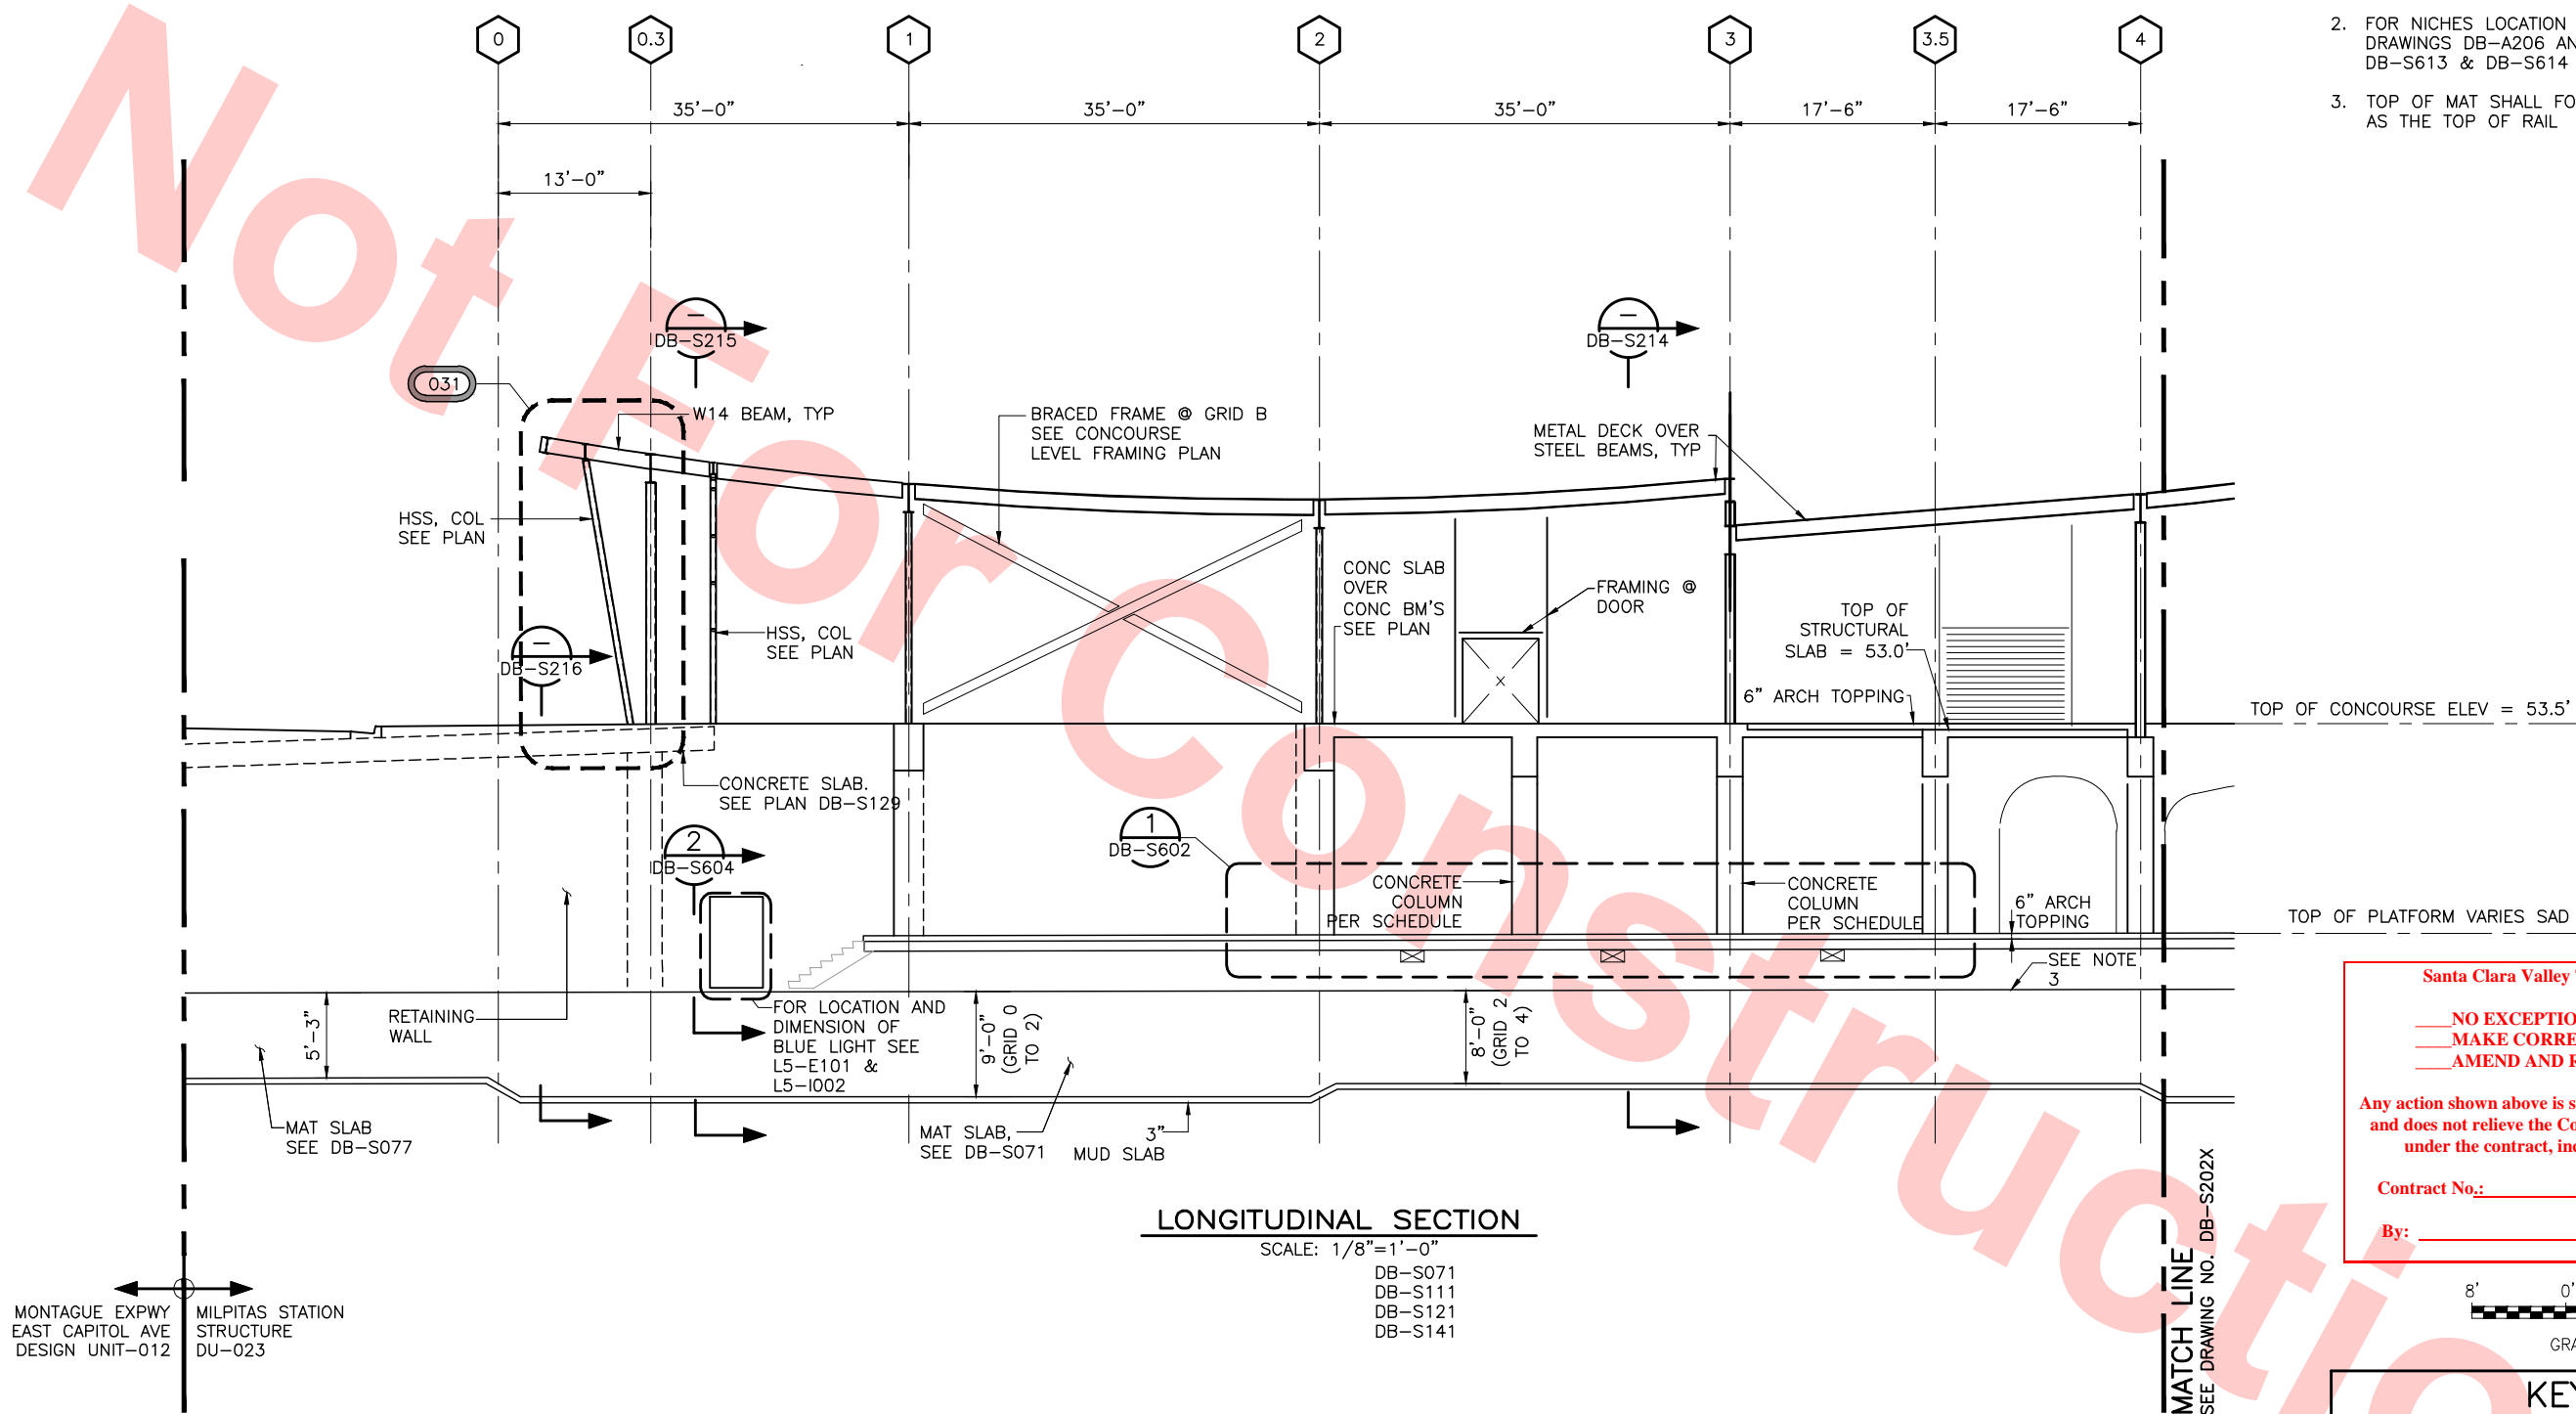 0
0.3
1
2
3
3.5
4
35'-0"
35'-0"
35'-0"
17'-6"
17'-6"
13'-0"
2. FOR NICHES LOCATION
DRAWINGS DB-A206 AN
DB-S613 & DB-S614
3. TOP OF MAT SHALL FO
AS THE TOP OF RAIL
Not For Constructio
–
DB-S215
–
DB-S214
031
W14 BEAM, TYP
BRACED FRAME @ GRID B
SEE CONCOURSE
LEVEL FRAMING PLAN
METAL DECK OVER
STEEL BEAMS, TYP
HSS, COL
SEE PLAN
HSS, COL
SEE PLAN
CONC SLAB
OVER
CONC BM'S
SEE PLAN
FRAMING @
DOOR
X
TOP OF
STRUCTURAL
SLAB = 53.0'
6" ARCH TOPPING
–
DB-S216
TOP OF CONCOURSE ELEV = 53.5'
CONCRETE SLAB.
SEE PLAN DB-S129
2
DB-S604
1
DB-S602
CONCRETE
COLUMN
PER SCHEDULE
CONCRETE
COLUMN
PER SCHEDULE
6" ARCH
TOPPING
TOP OF PLATFORM VARIES SAD
SEE NOTE
3
RETAINING
WALL
5'-3"
FOR LOCATION AND
DIMENSION OF
BLUE LIGHT SEE
L5-E101 &
L5-I002
9'-0"
(GRID 0
TO 2)
8'-0"
(GRID 2
TO 4)
MAT SLAB
SEE DB-S077
MAT SLAB,
SEE DB-S071
3"
MUD SLAB
Santa Clara Valley
____NO EXCEPTIO
____MAKE CORRE
____AMEND AND R
Any action shown above is s
and does not relieve the Co
under the contract, in
Contract No.:
By:
LONGITUDINAL SECTION
SCALE: 1/8"=1'-0"
DB-S071
DB-S111
DB-S121
DB-S141
MONTAGUE EXPWY
EAST CAPITOL AVE
DESIGN UNIT-012
MILPITAS STATION
STRUCTURE
DU-023
MATCH LINE
SEE DRAWING NO. DB-S202X
8'
0'
GRA
KEY